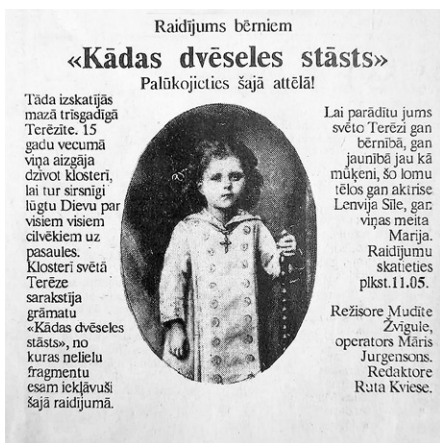 Raidījums bērniem
«Kādas dvēseles stāsts»
Palūkojieties šajā attēlā!
Tāda izskatījās
mazā trīsgadīgā
Terēzīte. 15
gadu vecumā
viņa aizgāja
dzīvot klosterī,
lai tur sirsnīgi
lūgtu Dievu par
visiem visiem
cilvēkiem uz
pasaules.
Klosterī svētā
Terēze
sarakstīja
grāmatu
«Kādas dvēseles
stāsts», no
kuras nelielu
fragmentu
esam iekļāvuši
šajā raidījumā.
Lai parādītu jums
svēto Terēzi gan
bērnībā, gan
jaunībā jau kā
mūķeni, šo lomu
tēlos gan aktrise
Lenvija Sīle, gan
viņas meita
Marija.
Raidījumu
skatieties
plkst.11.05.
Režisore Mudīte
Žvīgule,
operators Māris
Jurgensons.
Redaktore
Ruta Kviese.